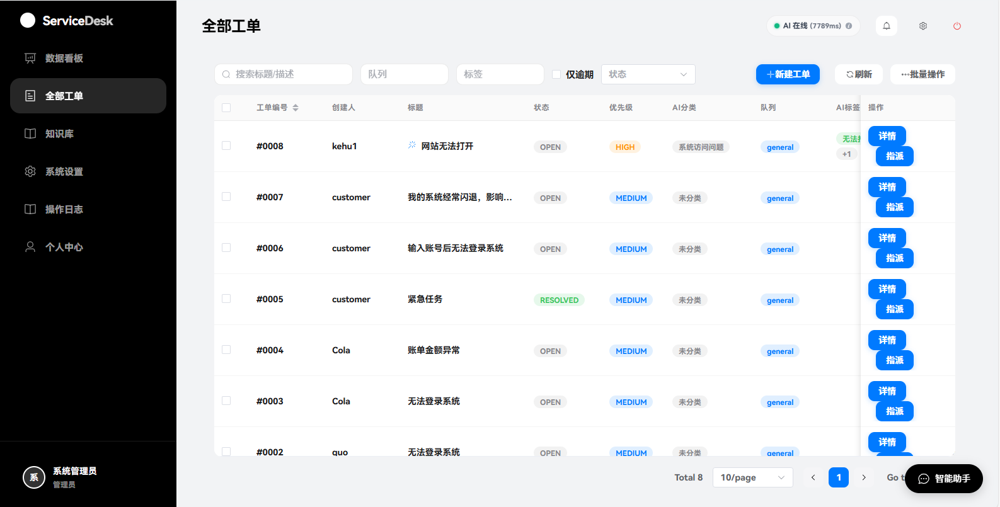 ServiceDesk
数据看板
全部工单
知识库
系统设置
操作日志
个人中心
系
系统管理员
管理员
全部工单
AI 在线 (7789ms)
搜索标题/描述
队列
标签
仅逾期
状态
新建工单
刷新
批量操作
工单编号 创建人 标题 状态 优先级 AI分类 队列 AI标签 操作
#0008 kehu1 网站无法打开 OPEN HIGH 系统访问问题 general 无法 +1 详情 指派
#0007 customer 我的系统经常闪退，影响... OPEN MEDIUM 未分类 general 详情 指派
#0006 customer 输入账号后无法登录系统 OPEN MEDIUM 未分类 general 详情 指派
#0005 customer 紧急任务 RESOLVED MEDIUM 未分类 general 详情 指派
#0004 Cola 账单金额异常 OPEN MEDIUM 未分类 general 详情 指派
#0003 Cola 无法登录系统 OPEN MEDIUM 未分类 general 详情 指派
#0002 guo 无法登录系统 OPEN MEDIUM 未分类 general 详情
Total 8 10/page 1 Go t
智能助手